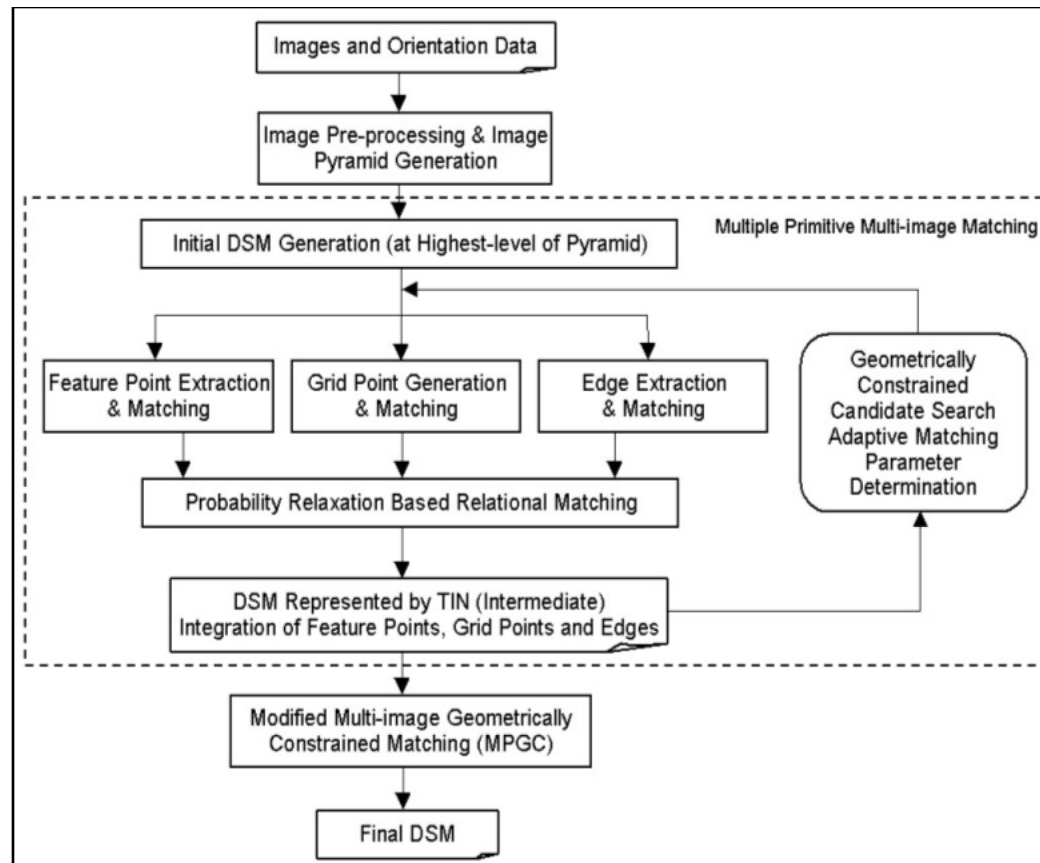 Images and Orientation Data
Image Pre-processing & Image
Pyramid Generation
Multiple Primitive Multi-image Matching
Initial DSM Generation (at Highest-level of Pyramid)
Feature Point Extraction
& Matching
Grid Point Generation
& Matching
Edge Extraction
& Matching
Geometrically
Constrained
Candidate Search
Adaptive Matching
Parameter
Determination
Probability Relaxation Based Relational Matching
DSM Represented by TIN (Intermediate)
Integration of Feature Points, Grid Points and Edges
Modified Multi-image Geometrically
Constrained Matching (MPGC)
Final DSM